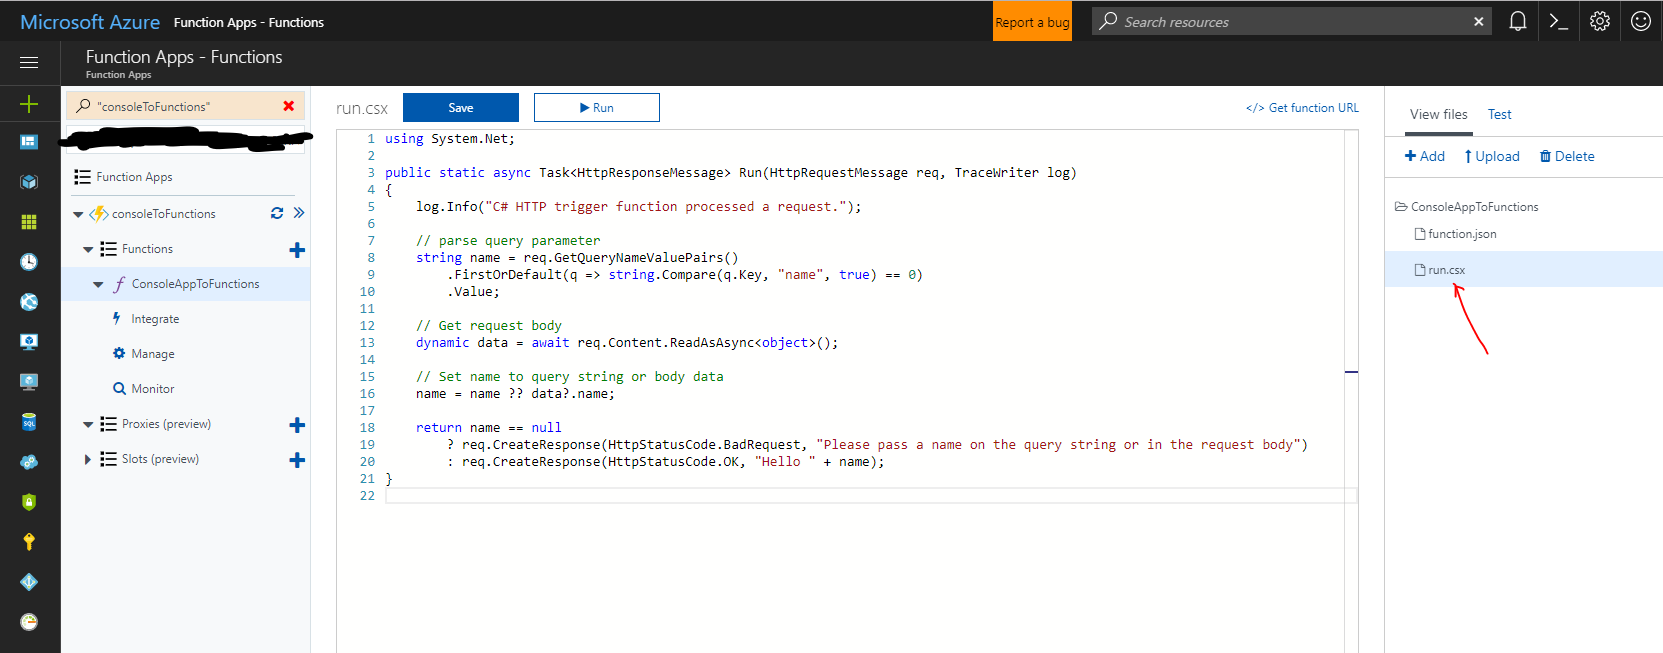 Microsoft Azure Function Apps - Functions
Report a bug
Search resources
Function Apps - Functions
Function Apps
"consoleToFunctions"
Function Apps
consoleToFunctions
Functions
ConsoleAppToFunctions
Integrate
Manage
Monitor
Proxies (preview)
Slots (preview)
run.csx
Save
Run
</> Get function URL
1 using System.Net;
2
3 public static async Task<HttpResponseMessage> Run(HttpRequestMessage req, TraceWriter log)
4 {
5     log.Info("C# HTTP trigger function processed a request.");
6
7     // parse query parameter
8     string name = req.GetQueryNameValuePairs()
9         .FirstOrDefault(q => string.Compare(q.Key, "name", true) == 0)
10         .Value;
11
12     // Get request body
13     dynamic data = await req.Content.ReadAsAsync<object>();
14
15     // Set name to query string or body data
16     name = name ?? data?.name;
17
18     return name == null
19         ? req.CreateResponse(HttpStatusCode.BadRequest, "Please pass a name on the query string or in the request body")
20         : req.CreateResponse(HttpStatusCode.OK, "Hello " + name);
21 }
22
View files Test
Add Upload Delete
ConsoleAppToFunctions
function.json
run.csx
SQL